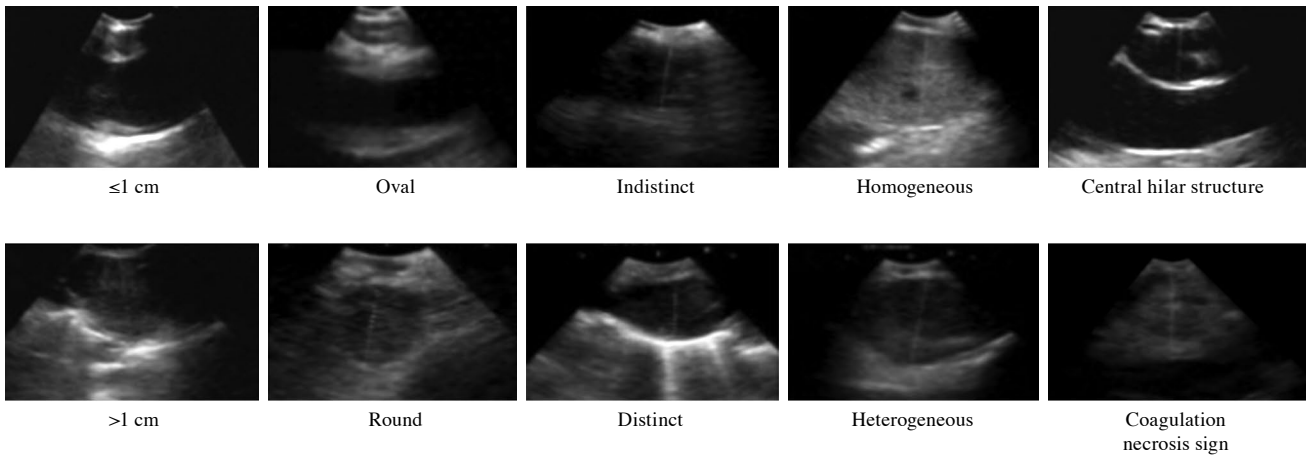 ≤1 cm
Oval
Indistinct
Homogeneous
Central hilar structure
>1 cm
Round
Distinct
Heterogeneous
Coagulation
necrosis sign